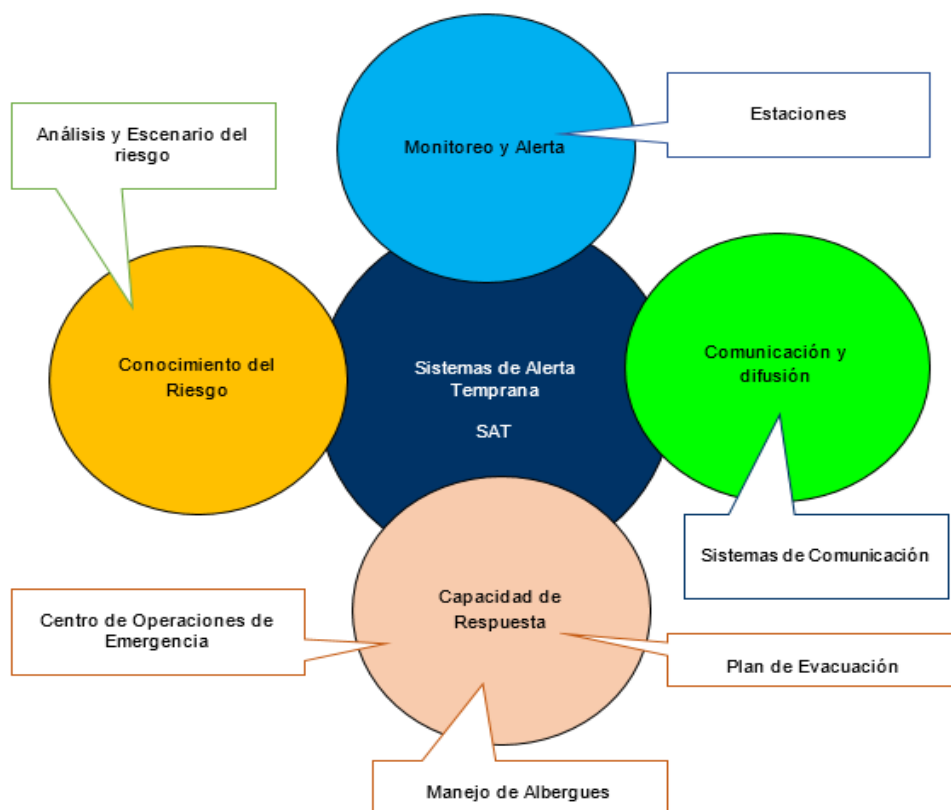 Estaciones
Análisis y Escenario del
riesgo
Monitoreo y Alerta
Conocimiento del
Riesgo
Sistemas de Alerta
Temprana
SAT
Comunicación y
difusión
Sistemas de Comunicación
Capacidad de
Respuesta
Centro de Operaciones de
Emergencia
Plan de Evacuación
Manejo de Albergues